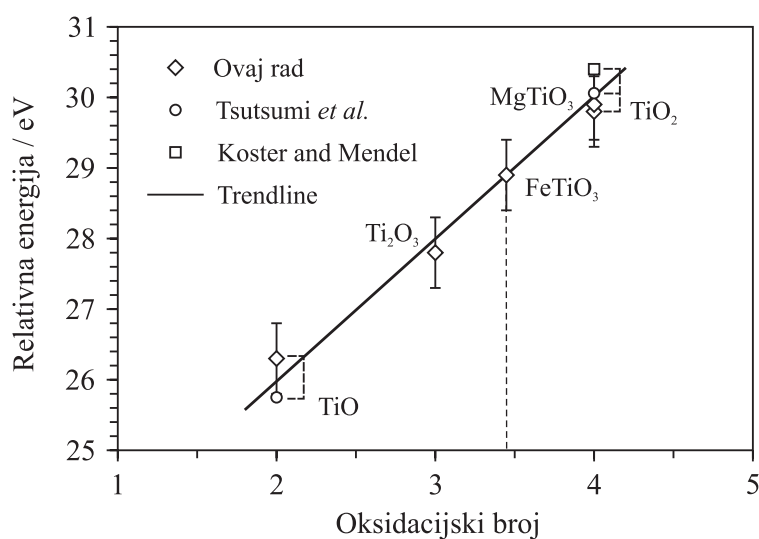 31
30
29
28
27
26
25
Relativna energija / eV
Ovaj rad
Tsutsumi et al.
Koster and Mendel
Trendline
MgTiO₃
TiO₂
FeTiO₃
Ti₂O₃
TiO
1 2 3 4 5
Oksidacijski broj